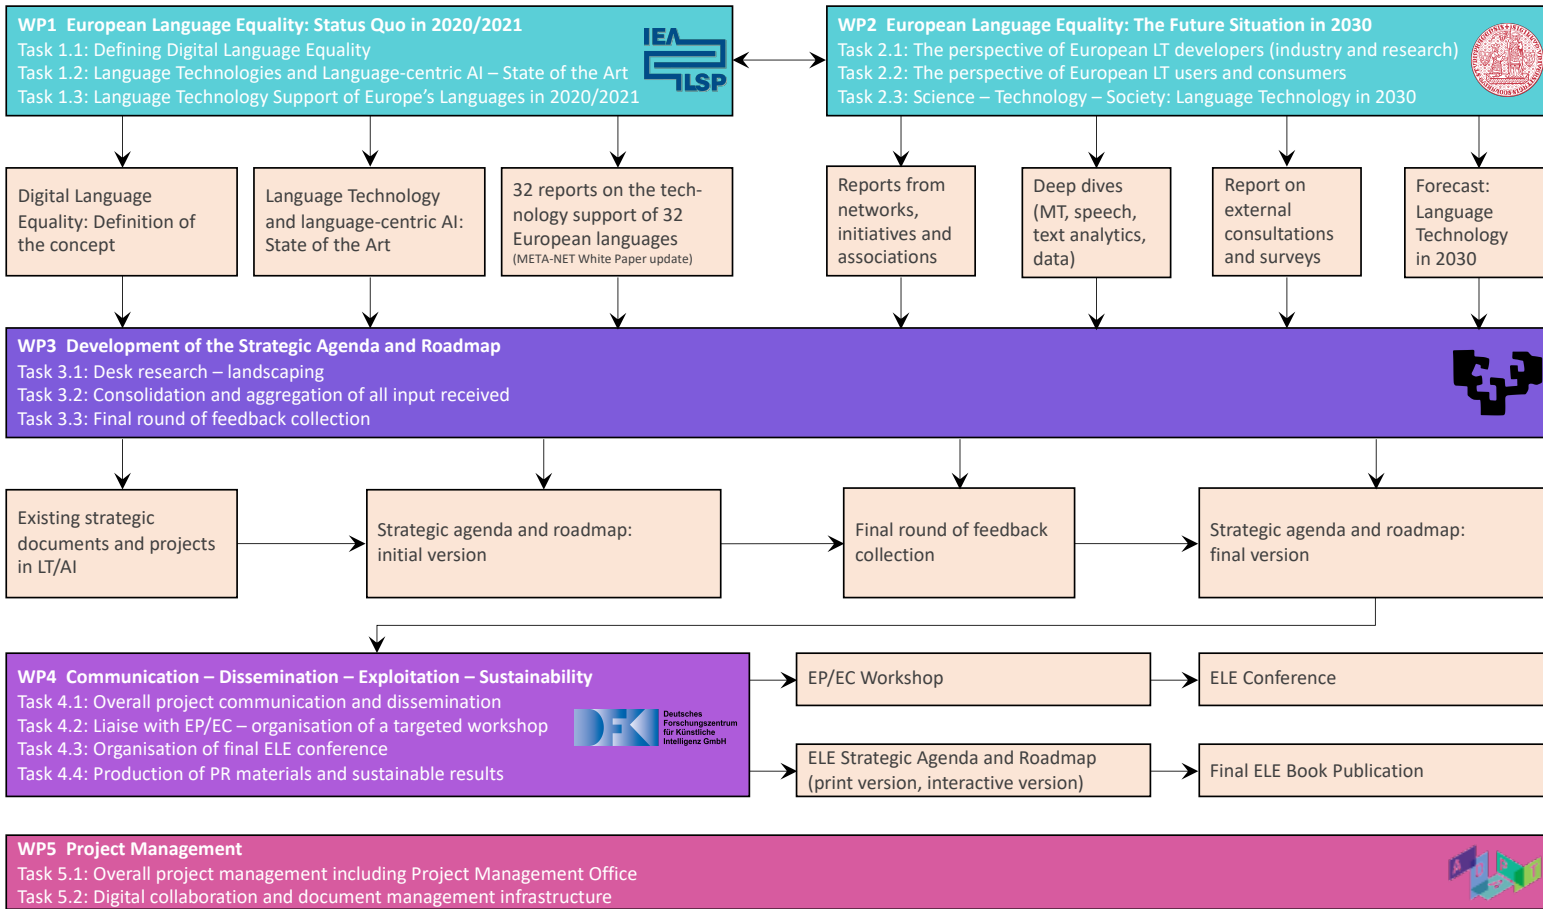 WP1 European Language Equality: Status Quo in 2020/2021
Task 1.1: Defining Digital Language Equality
Task 1.2: Language Technologies and Language-centric AI – State of the Art
Task 1.3: Language Technology Support of Europe's Languages in 2020/2021
IEA
ILSP
WP2 European Language Equality: The Future Situation in 2030
Task 2.1: The perspective of European LT developers (industry and research)
Task 2.2: The perspective of European LT users and consumers
Task 2.3: Science – Technology – Society: Language Technology in 2030
Digital Language
Equality: Definition of
the concept
Language Technology
and language-centric AI:
State of the Art
32 reports on the tech-
nology support of 32
European languages
(META-NET White Paper update)
Reports from
networks,
initiatives and
associations
Deep dives
(MT, speech,
text analytics,
data)
Report on
external
consultations
and surveys
Forecast:
Language
Technology
in 2030
WP3 Development of the Strategic Agenda and Roadmap
Task 3.1: Desk research – landscaping
Task 3.2: Consolidation and aggregation of all input received
Task 3.3: Final round of feedback collection
Existing strategic
documents and projects
in LT/AI
Strategic agenda and roadmap:
initial version
Final round of feedback
collection
Strategic agenda and roadmap:
final version
WP4 Communication – Dissemination – Exploitation – Sustainability
Task 4.1: Overall project communication and dissemination
Task 4.2: Liaise with EP/EC – organisation of a targeted workshop
Task 4.3: Organisation of final ELE conference
Task 4.4: Production of PR materials and sustainable results
DFKI
Deutsches
Forschungszentrum
für Künstliche
Intelligenz GmbH
EP/EC Workshop
ELE Conference
ELE Strategic Agenda and Roadmap
(print version, interactive version)
Final ELE Book Publication
WP5 Project Management
Task 5.1: Overall project management including Project Management Office
Task 5.2: Digital collaboration and document management infrastructure
ADAPT